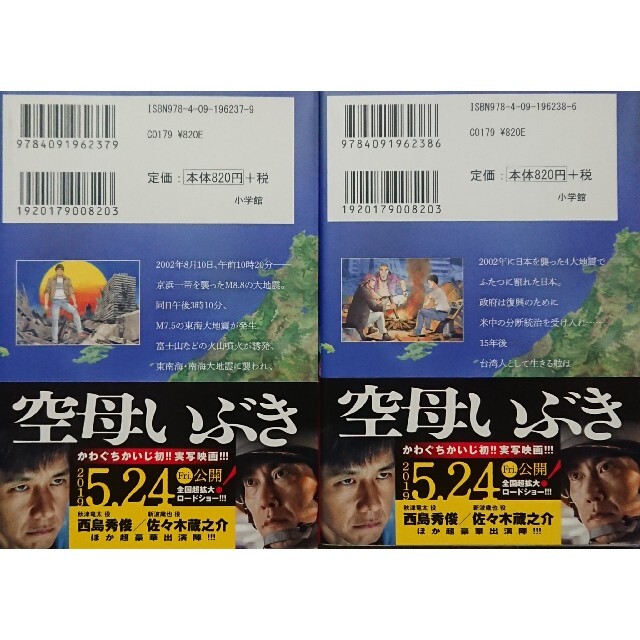 ISBN978-4-09-196237-9
C0179 ¥820E
9784091962379
定価:本体820円+税
小学館
1920179008203
2002年8月10日、午前10時20分——
京浜一帯を襲ったM8.8の大地震。
同日午後3時10分、
M7.5の東海大地震が発生。
富士山などの火山噴火が誘発、
東南海・南海大地震に襲われ、
空母いぶき
かわぐちかいじ初!!実写映画!!!
2019
5.24
Fri.
公開
全国超拡大
ロードショー!!!
秋津竜太 役
新波歳也 役
西島秀俊/佐々木蔵之介
ほか超豪華出演陣!!!
ISBN978-4-09-196238-6
C0179 ¥820E
9784091962386
定価:本体820円+税
小学館
1920179008203
2002年に日本を襲った4大地震で
ふたつに割れた日本。
政府は復興のために
米中の分断統治を受け入れ……
15年後
台湾人として生きる
空母いぶき
かわぐちかいじ初!!実写映画!!!
2019
5.24
Fri.
公開
全国超拡大
ロードショー!!!
秋津竜太 役
新波歳也 役
西島秀俊/佐々木蔵之介
ほか超豪華出演陣!!!